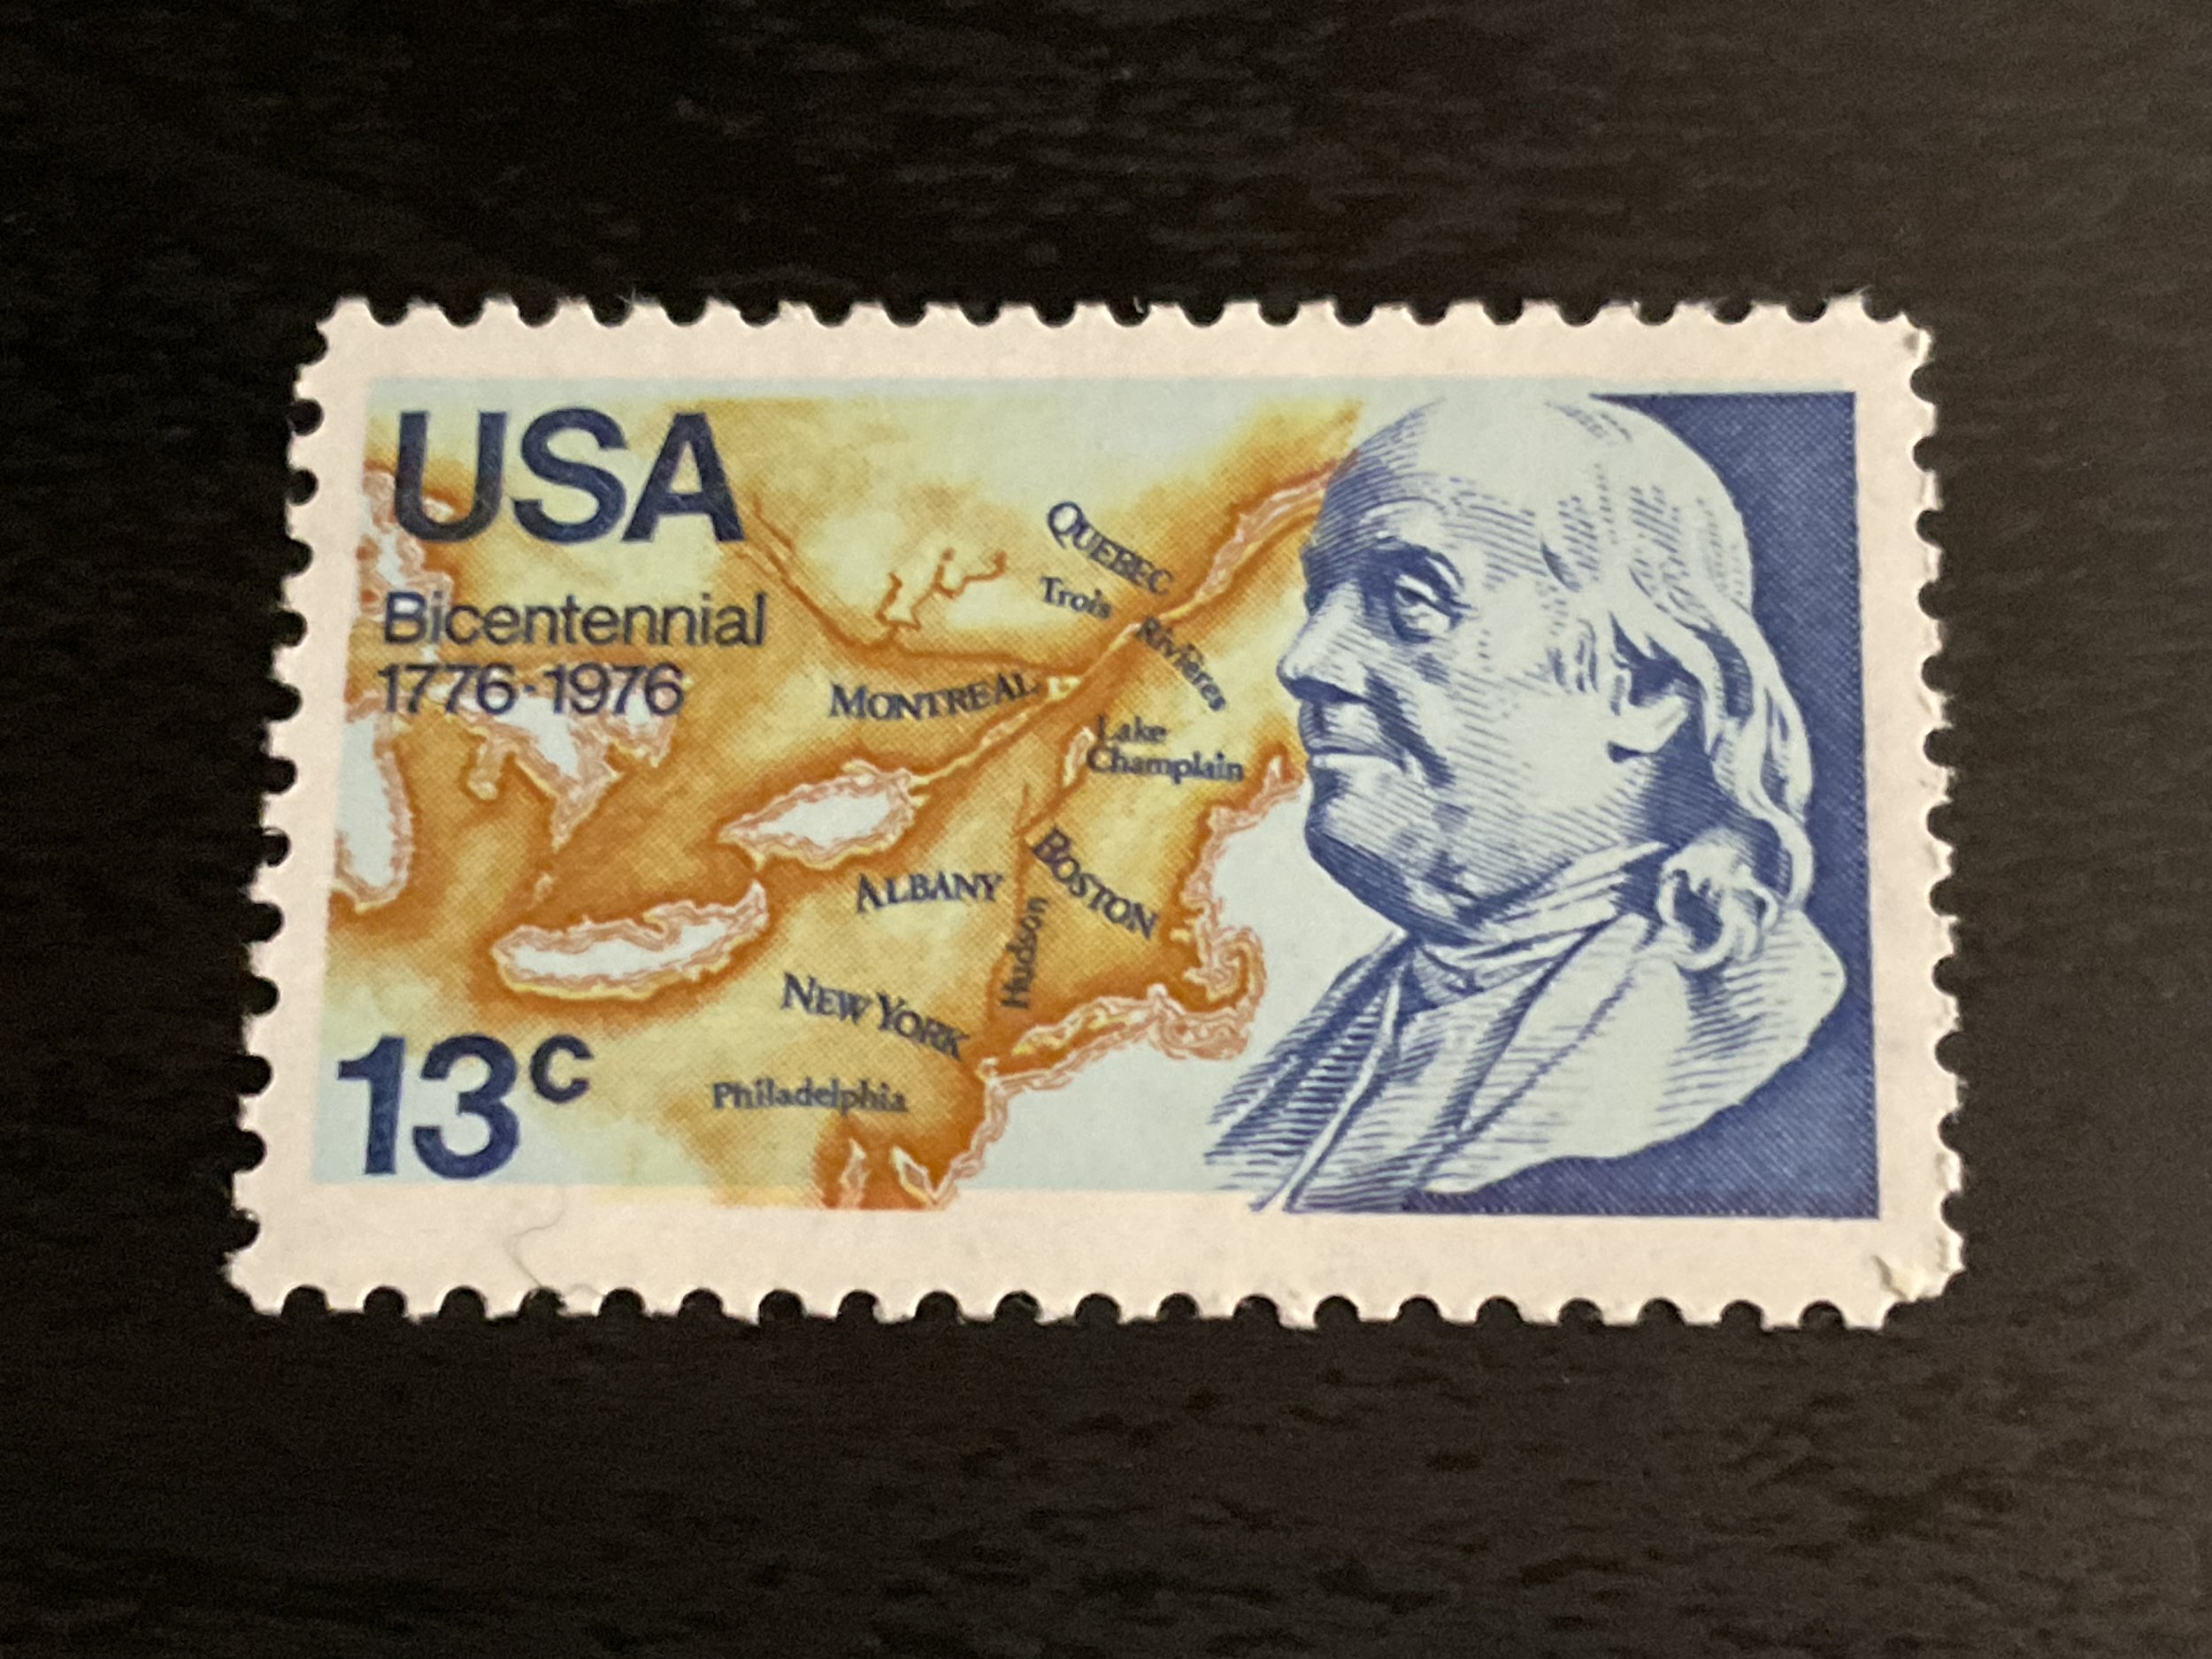 USA
Bicentennial
1776·1976
QUEBEC
Trois Rivières
MONTREAL
Lake
Champlain
BOSTON
ALBANY
Hudson
NEW YORK
Philadelphia
13c